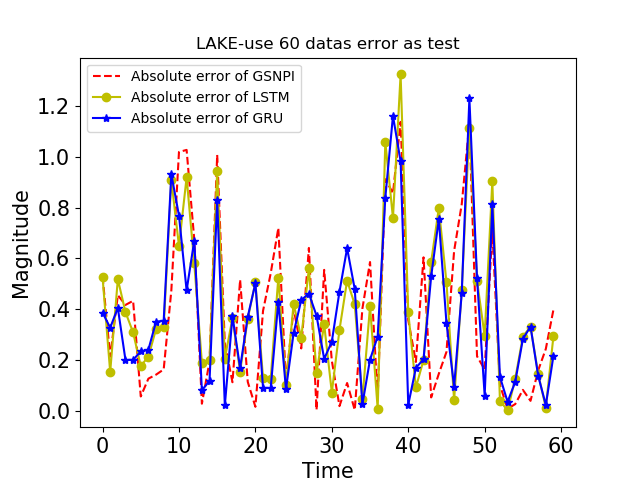 LAKE-use 60 datas error as test
Absolute error of GSNPI
Absolute error of LSTM
Absolute error of GRU
Magnitude
1.2
1.0
0.8
0.6
0.4
0.2
0.0
0 10 20 30 40 50 60
Time